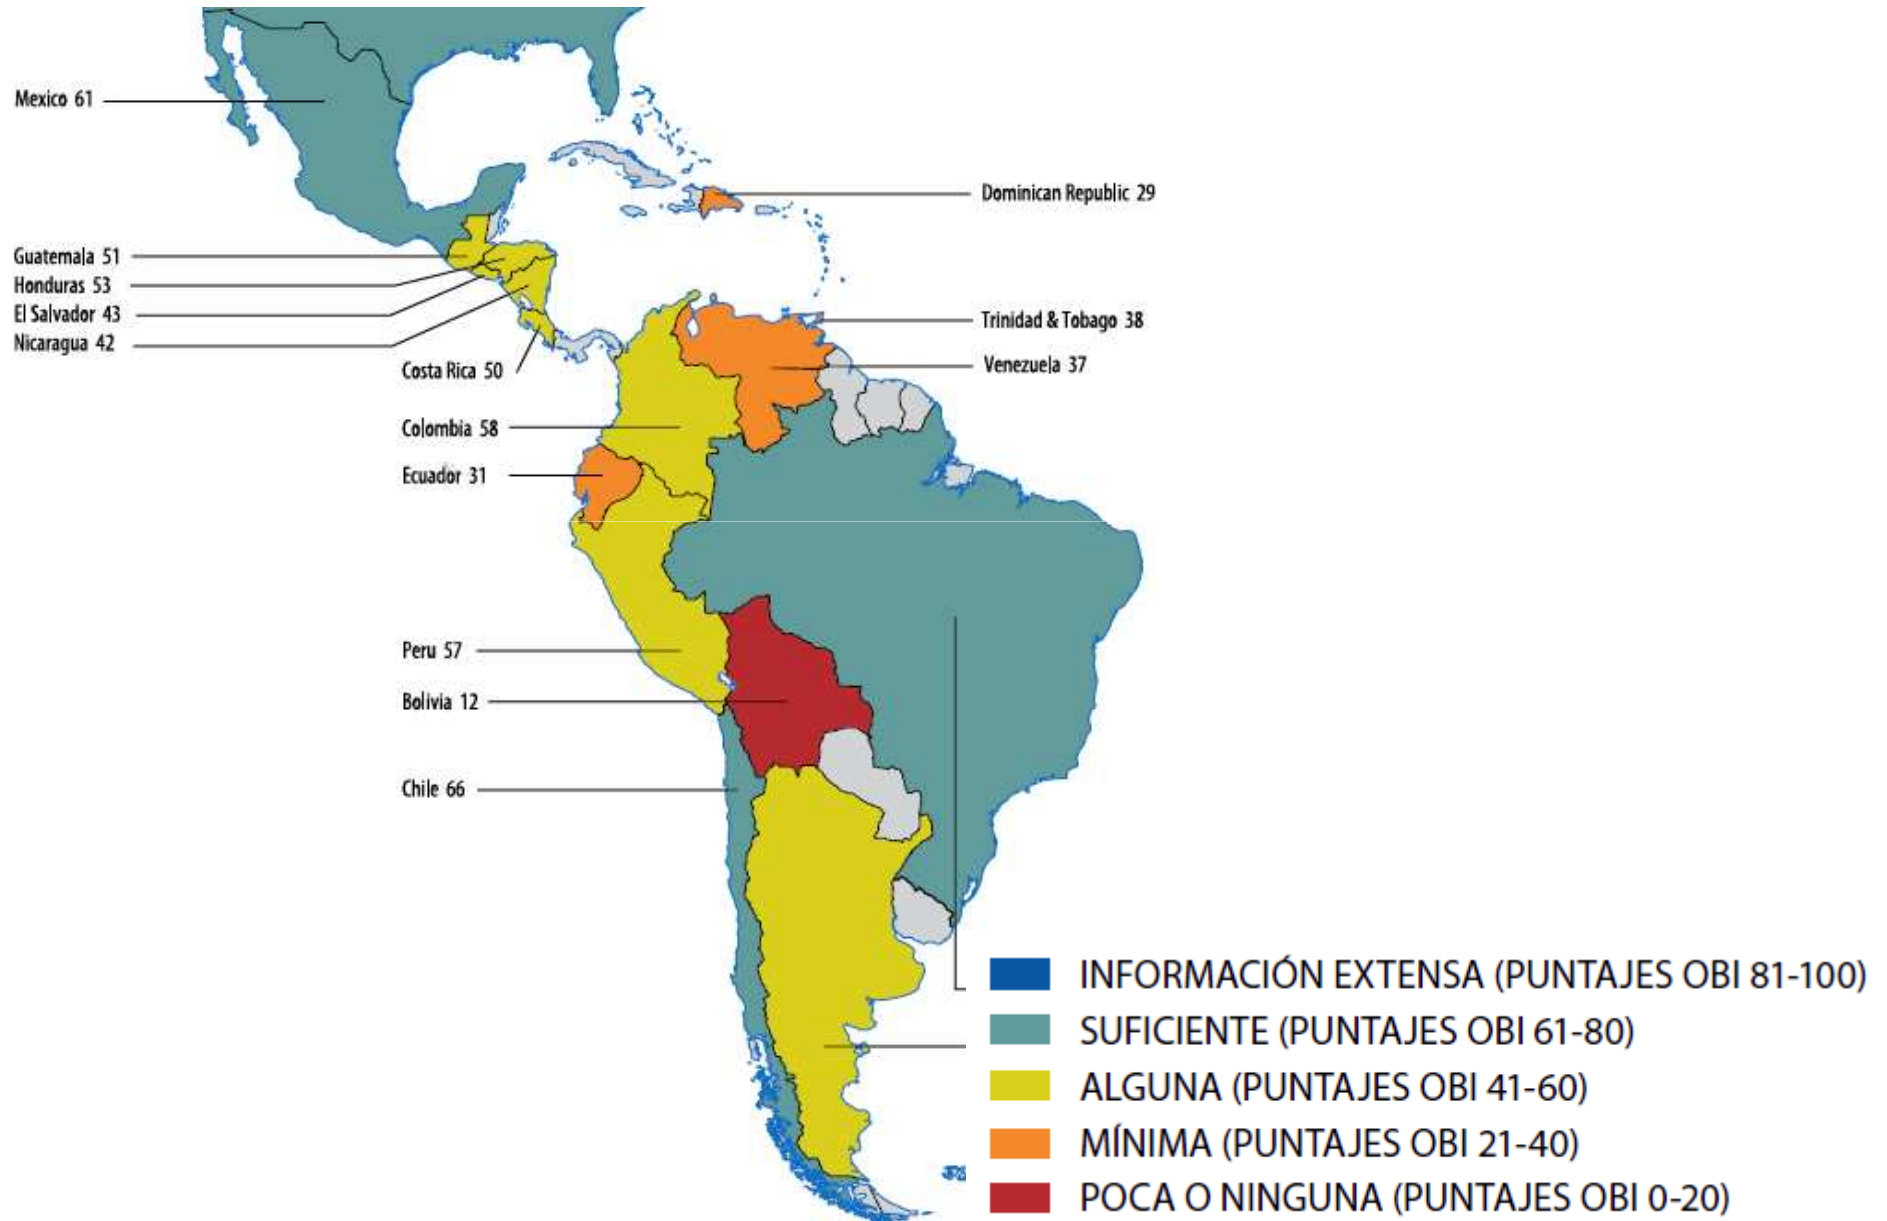 Mexico 61
Dominican Republic 29
Guatemala 51
Honduras 53
El Salvador 43
Nicaragua 42
Trinidad & Tobago 38
Venezuela 37
Costa Rica 50
Colombia 58
Ecuador 31
Peru 57
Bolivia 12
Chile 66
INFORMACIÓN EXTENSA (PUNTAJES OBI 81-100)
SUFICIENTE (PUNTAJES OBI 61-80)
ALGUNA (PUNTAJES OBI 41-60)
MÍNIMA (PUNTAJES OBI 21-40)
POCA O NINGUNA (PUNTAJES OBI 0-20)